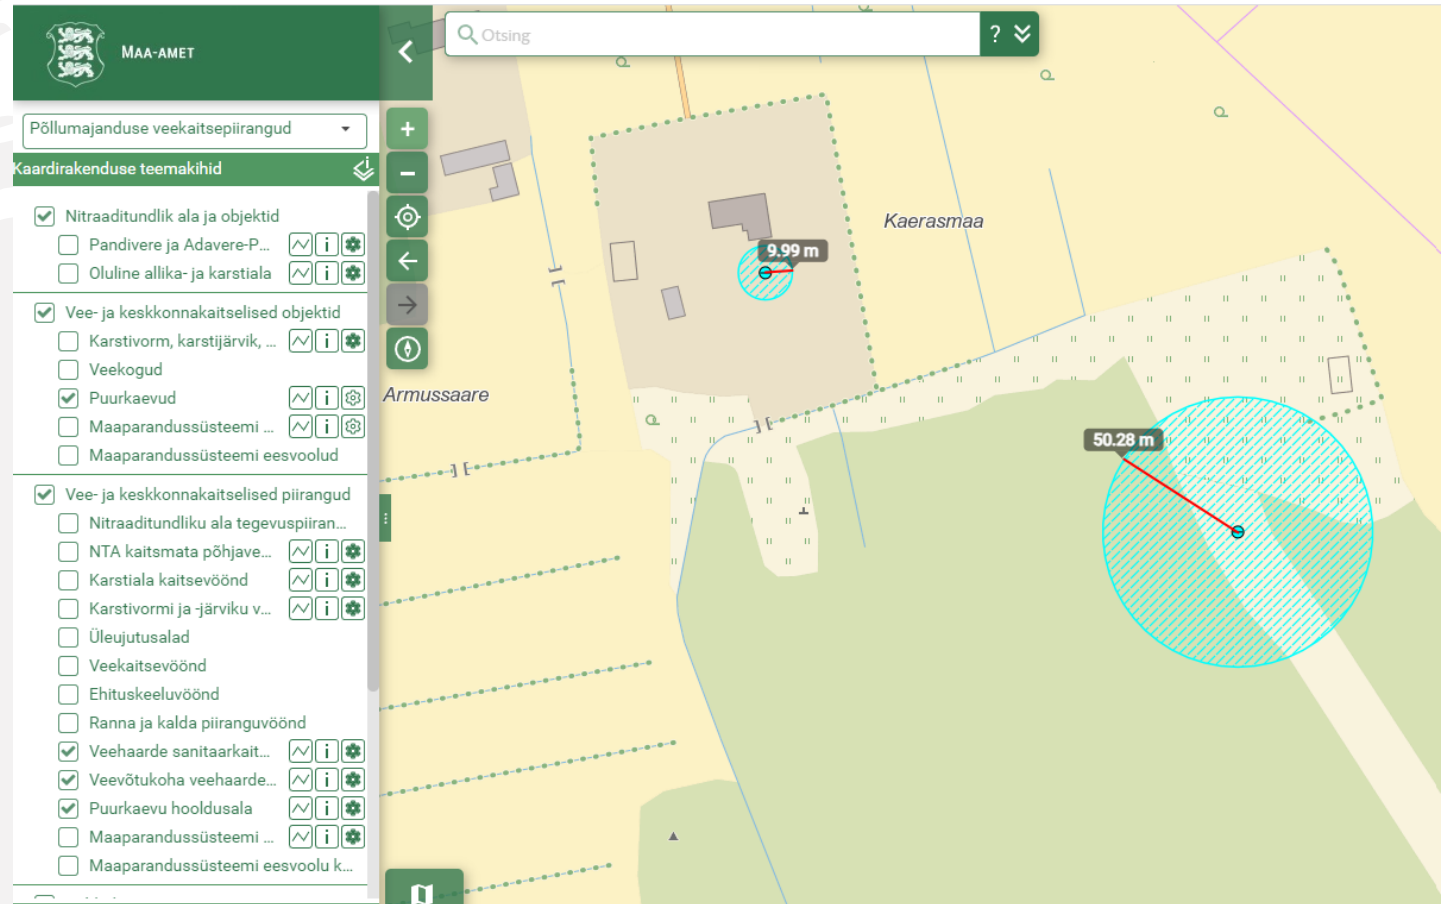 MAA-AMET
Otsing
?
Põllumajanduse veekaitsepiirangud
Kaardirakenduse teemakihid
Nitraaditundlik ala ja objektid
Pandivere ja Adavere-P...
Oluline allika- ja karstiala
Vee- ja keskkonnakaitselised objektid
Karstivorm, karstijärvik, ...
Veekogud
Puurkaevud
Maaparandussüsteemi ...
Maaparandussüsteemi eesvoolud
Vee- ja keskkonnakaitselised piirangud
Nitraaditundliku ala tegevuspiiran...
NTA kaitsmata põhjave...
Karstiala kaitsevöönd
Karstivormi ja -järviku v...
Üleujutusalad
Veekaitsevöönd
Ehituskeeluvöönd
Ranna ja kalda piiranguvöönd
Veehaarde sanitaarkait...
Veevõtukoha veehaarde...
Puurkaevu hooldusala
Maaparandussüsteemi ...
Maaparandussüsteemi eesvoolu k...
Kaerasmaa
9.99 m
Armussaare
50.28 m